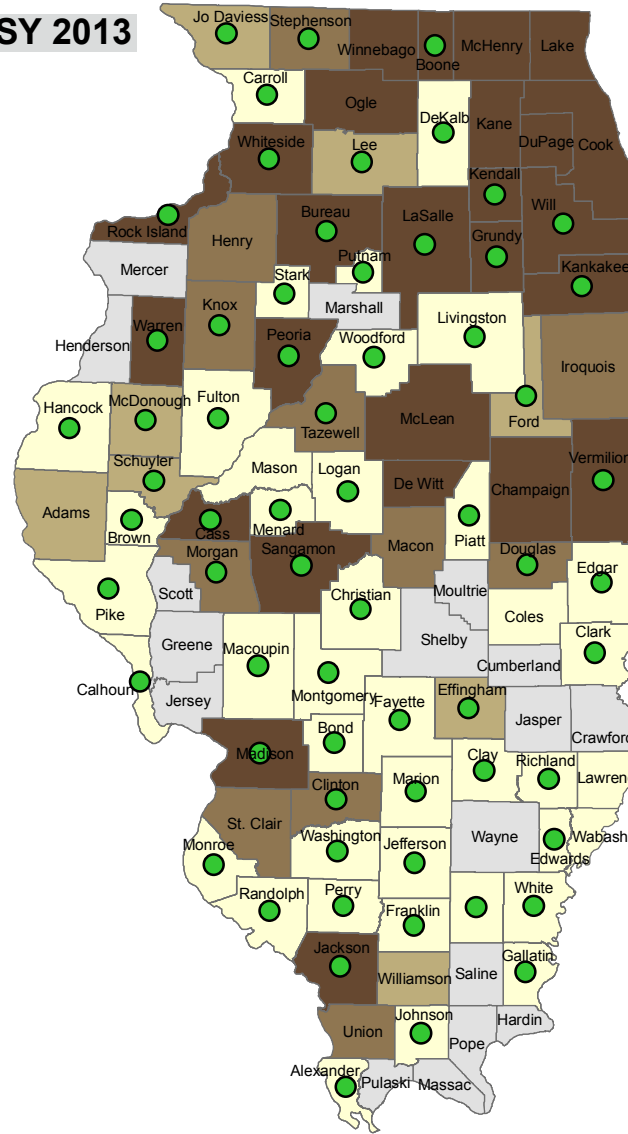 SY 2013
Jo Daviess
Stephenson
Winnebago
Boone
McHenry
Lake
Carroll
Ogle
DeKalb
Kane
DuPage
Cook
Whiteside
Lee
Kendall
Rock Island
Henry
Bureau
LaSalle
Grundy
Will
Mercer
Putnam
Kankakee
Stark
Marshall
Henderson
Warren
Knox
Peoria
Woodford
Livingston
Iroquois
Hancock
McDonough
Fulton
Tazewell
McLean
Ford
Schuyler
Mason
Logan
De Witt
Champaign
Vermilion
Adams
Brown
Cass
Menard
Piatt
Morgan
Sangamon
Macon
Douglas
Edgar
Pike
Scott
Christian
Moultrie
Coles
Greene
Macoupin
Shelby
Clark
Cumberland
Calhoun
Jersey
Montgomery
Fayette
Effingham
Jasper
Crawford
Madison
Bond
Clay
Richland
Lawren
Clinton
Marion
St. Clair
Monroe
Washington
Jefferson
Wayne
Edwards
Wabash
Randolph
Perry
Franklin
White
Jackson
Williamson
Saline
Gallatin
Union
Johnson
Pope
Hardin
Alexander
Pulaski
Massac